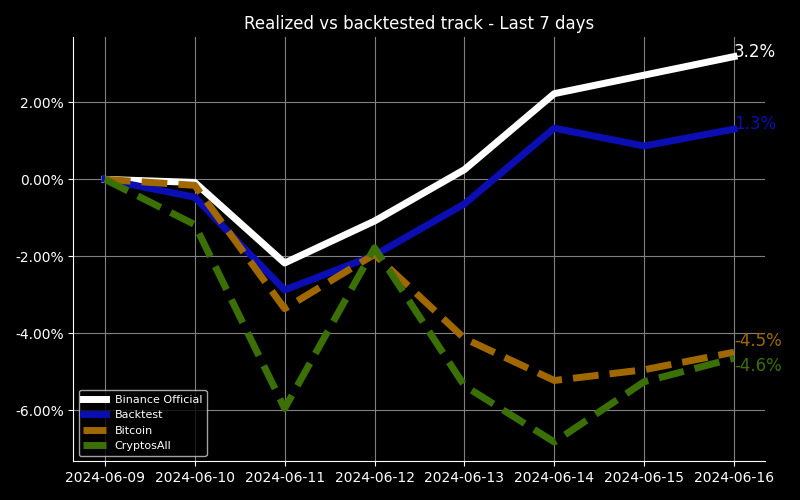 Realized vs backtested track - Last 7 days
3.2%
2.00%
1.3%
0.00%
-2.00%
-4.00%
-4.5%
-4.6%
-6.00%
Binance Official
Backtest
Bitcoin
CryptosAll
2024-06-09 2024-06-10 2024-06-11 2024-06-12 2024-06-13 2024-06-14 2024-06-15 2024-06-16